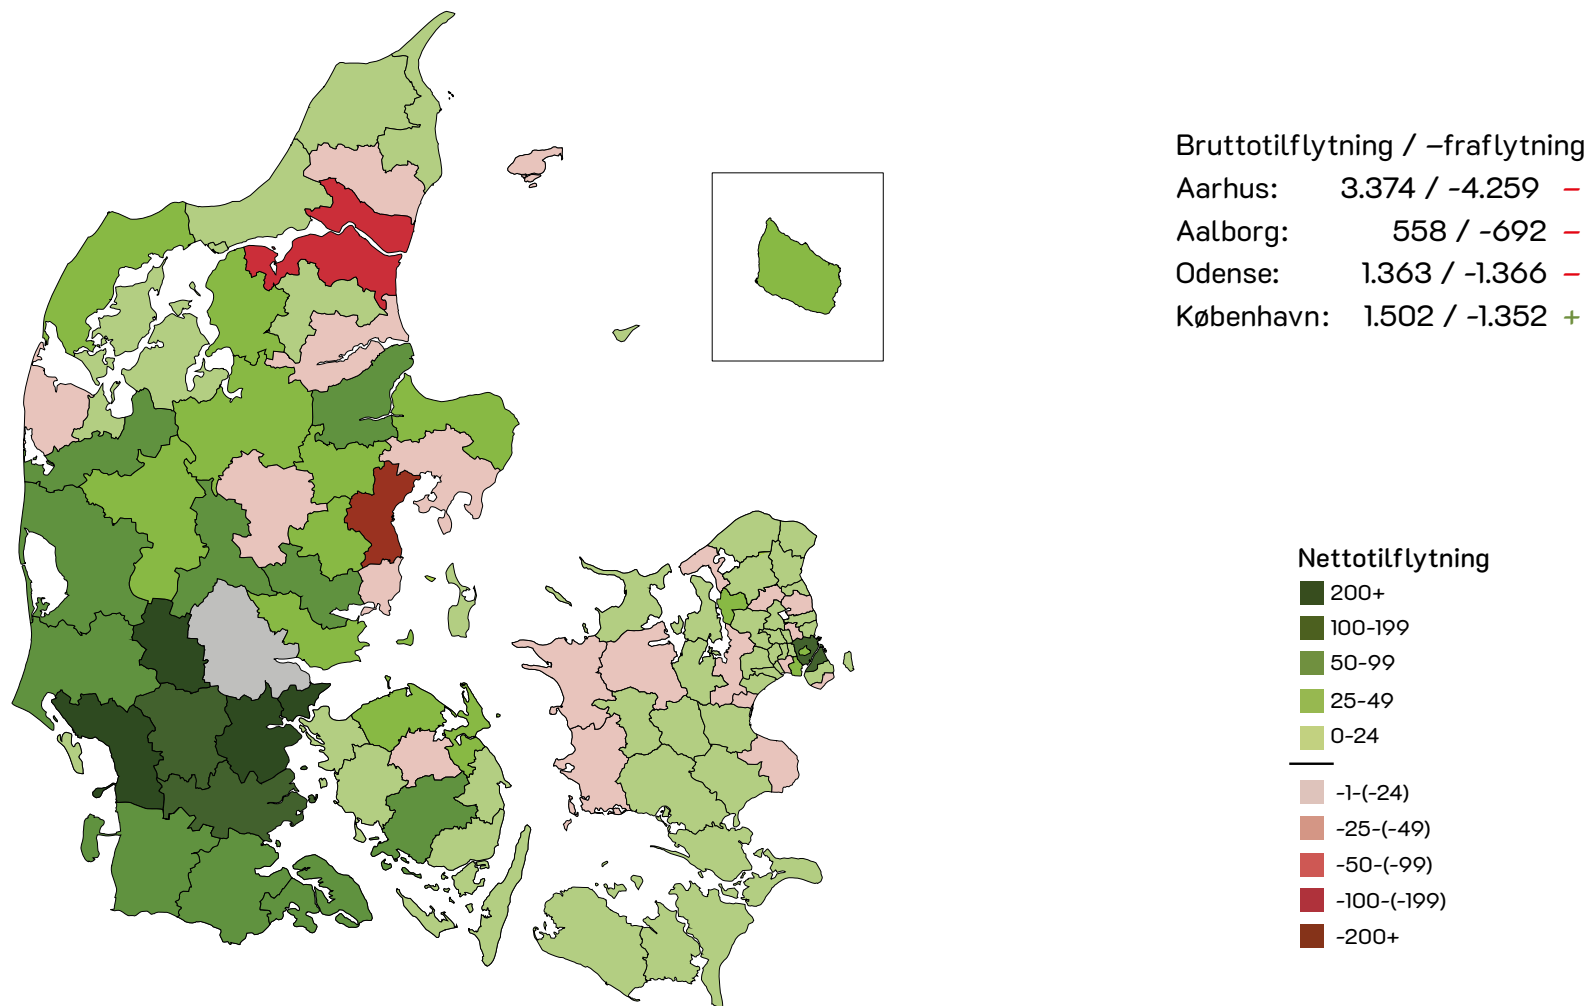 Bruttotilflytning / –fraflytning
Aarhus: 3.374 / -4.259 –
Aalborg: 558 / -692 –
Odense: 1.363 / -1.366 –
København: 1.502 / -1.352 +
Nettotilflytning
200+
100-199
50-99
25-49
0-24
-1-(-24)
-25-(-49)
-50-(-99)
-100-(-199)
-200+